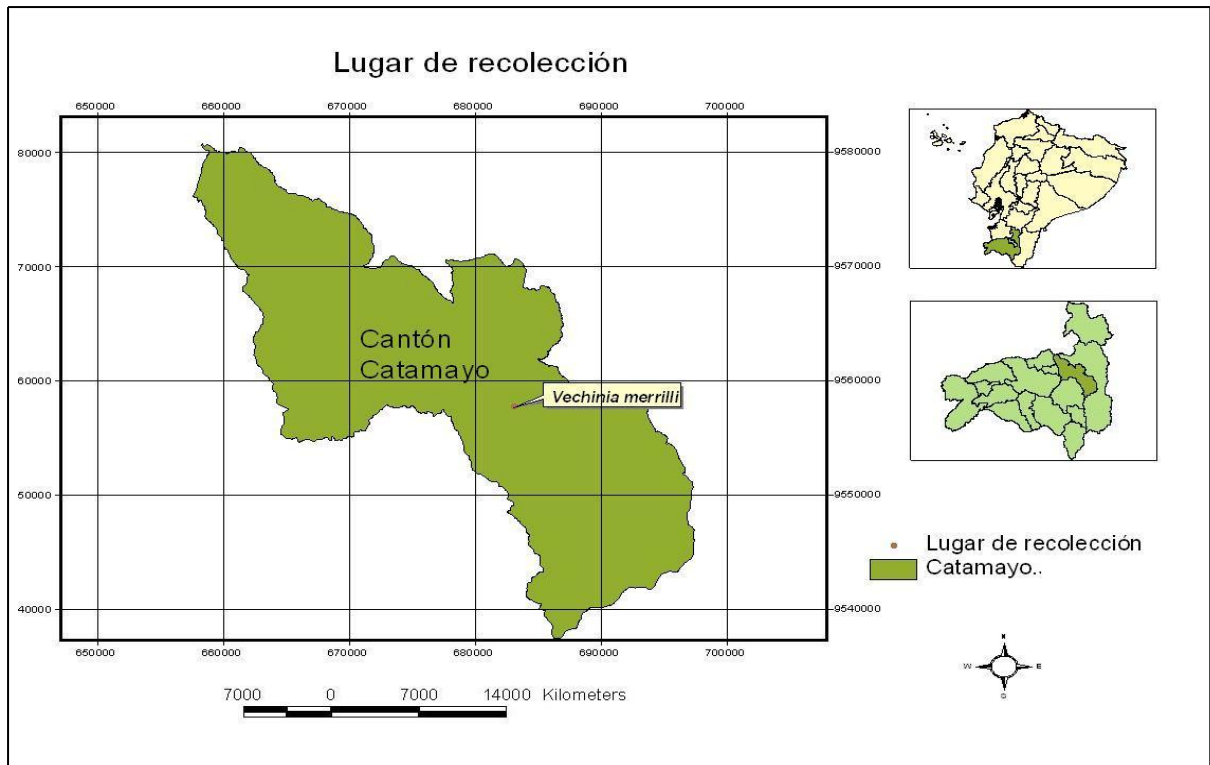 Lugar de recolección
650000 660000 670000 680000 690000 700000
80000 9580000
70000 9570000
Cantón
Catamayo
60000 9560000
Vechinia merrilli
50000 9550000
40000 9540000
650000 660000 670000 680000 690000 700000
7000 0 7000 14000 Kilometers
Lugar de recolección
Catamayo..
N
W E